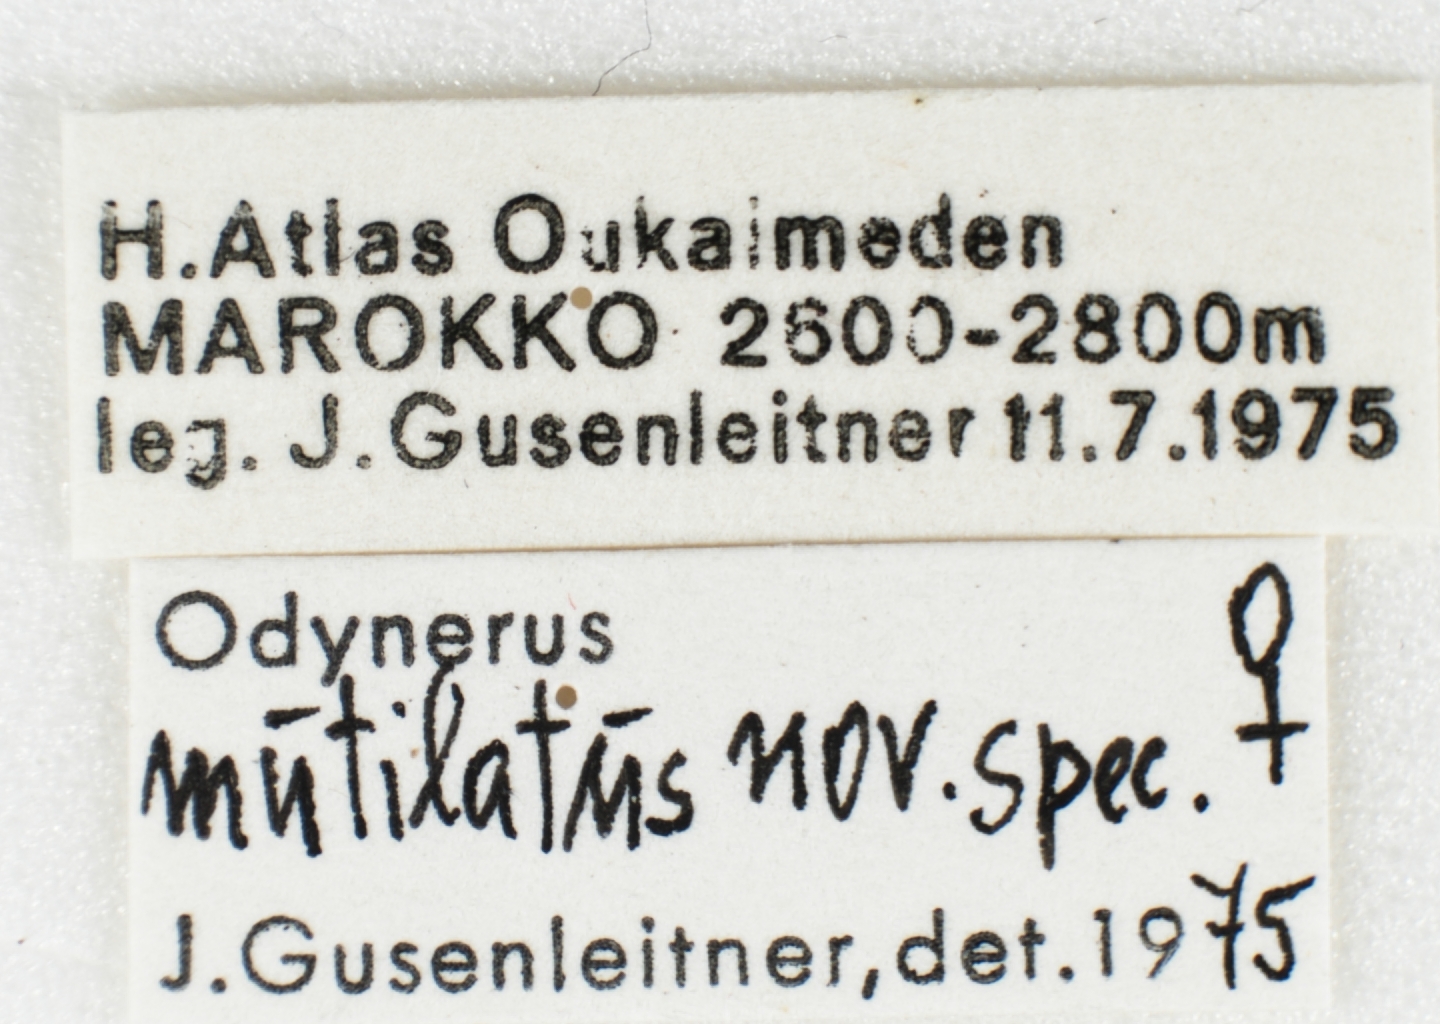 H.Atlas Oukaimeden
MAROKKO 2600-2800m
leg. J.Gusenleitner 11.7.1975
Odynerus
mūtilatūs nov. spec. ♀
J.Gusenleitner, det. 1975